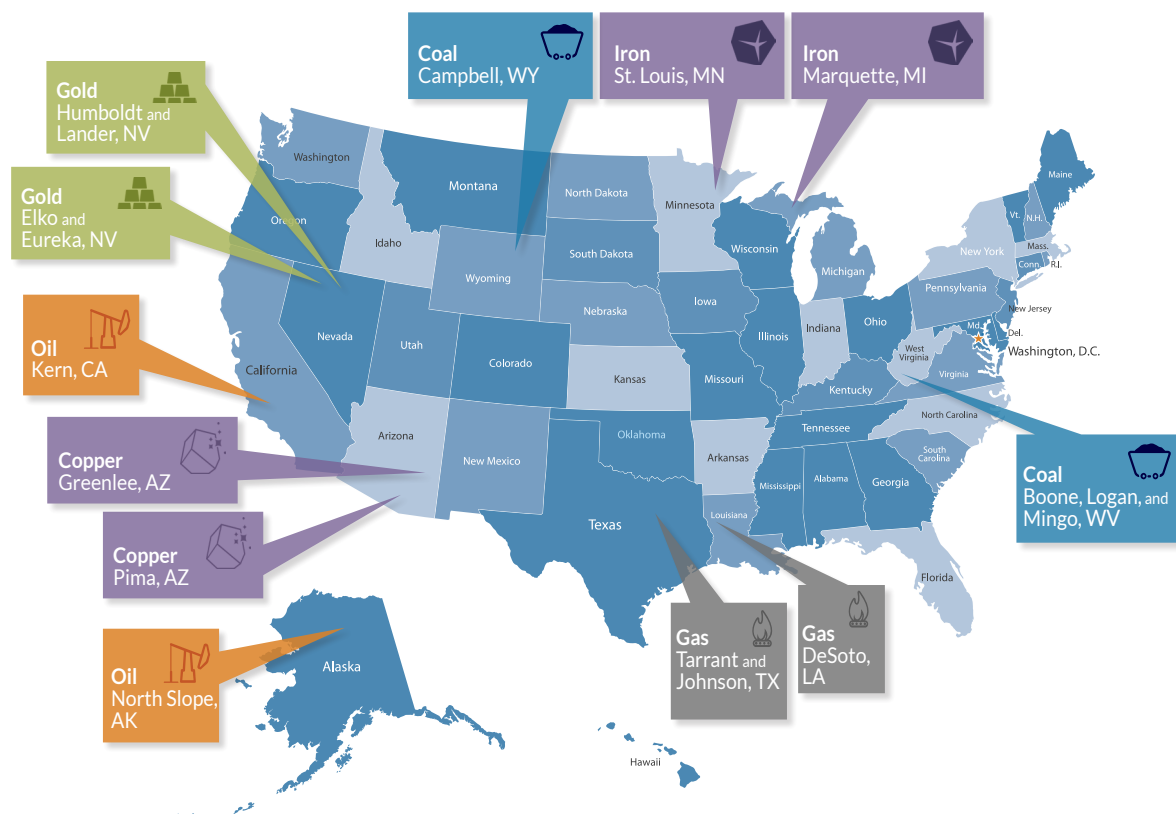 Coal
Campbell, WY
Iron
St. Louis, MN
Iron
Marquette, MI
Gold
Humboldt and
Lander, NV
Gold
Elko and
Eureka, NV
Oil
Kern, CA
Copper
Greenlee, AZ
Copper
Pima, AZ
Oil
North Slope,
AK
Gas
Tarrant and
Johnson, TX
Gas
DeSoto,
LA
Coal
Boone, Logan, and
Mingo, WV
Washington
Montana
North Dakota
Minnesota
Maine
Vt.
N.H.
Oregon
Idaho
Wyoming
South Dakota
Wisconsin
Michigan
New York
Mass.
Conn.
R.I.
Nebraska
Iowa
Pennsylvania
New Jersey
Nevada
Utah
Colorado
Kansas
Missouri
Illinois
Indiana
Ohio
West
Virginia
Md.
Del.
Washington, D.C.
California
Kentucky
Virginia
Arizona
New Mexico
Oklahoma
Arkansas
Tennessee
North Carolina
South
Carolina
Texas
Louisiana
Mississippi
Alabama
Georgia
Florida
Alaska
Hawaii